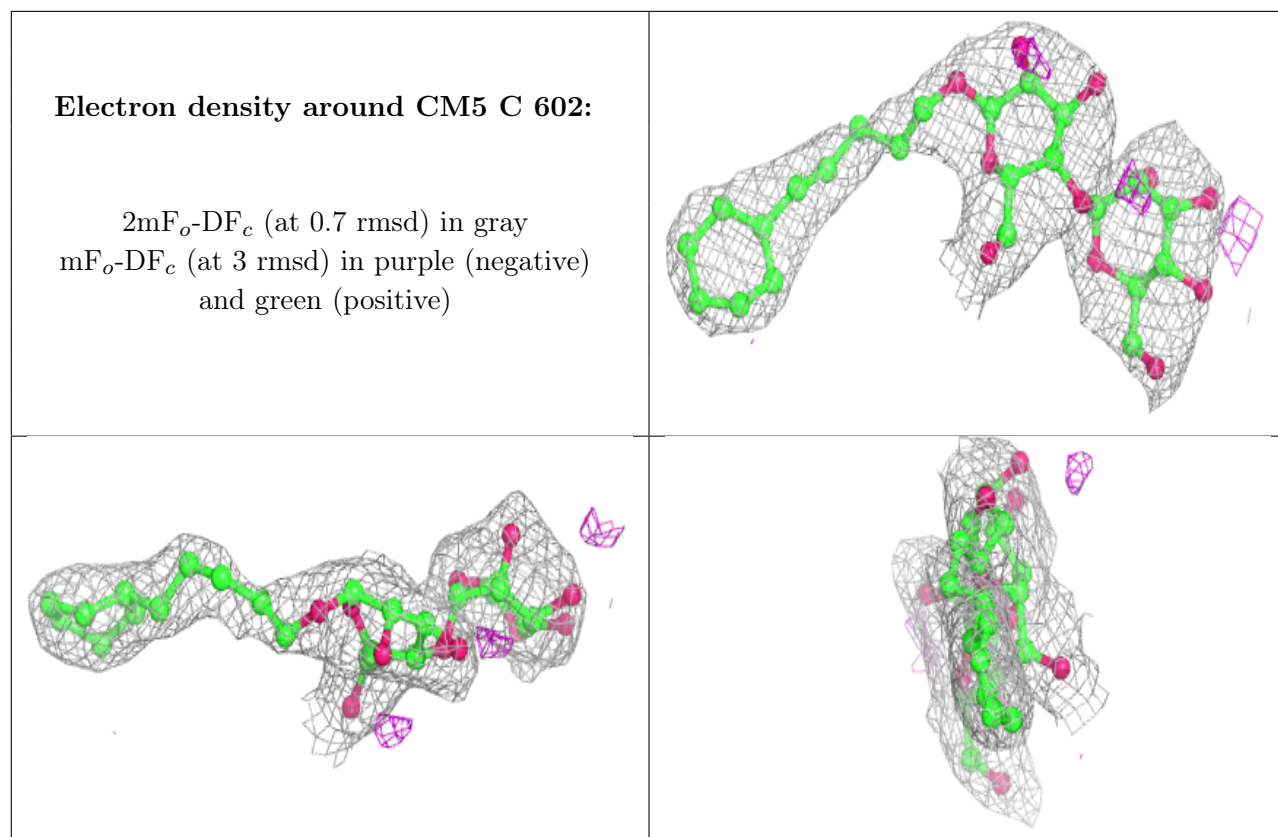 Electron density around CM5 C 602:
2mFₒ-DF𝒸 (at 0.7 rmsd) in gray
mFₒ-DF𝒸 (at 3 rmsd) in purple (negative)
and green (positive)